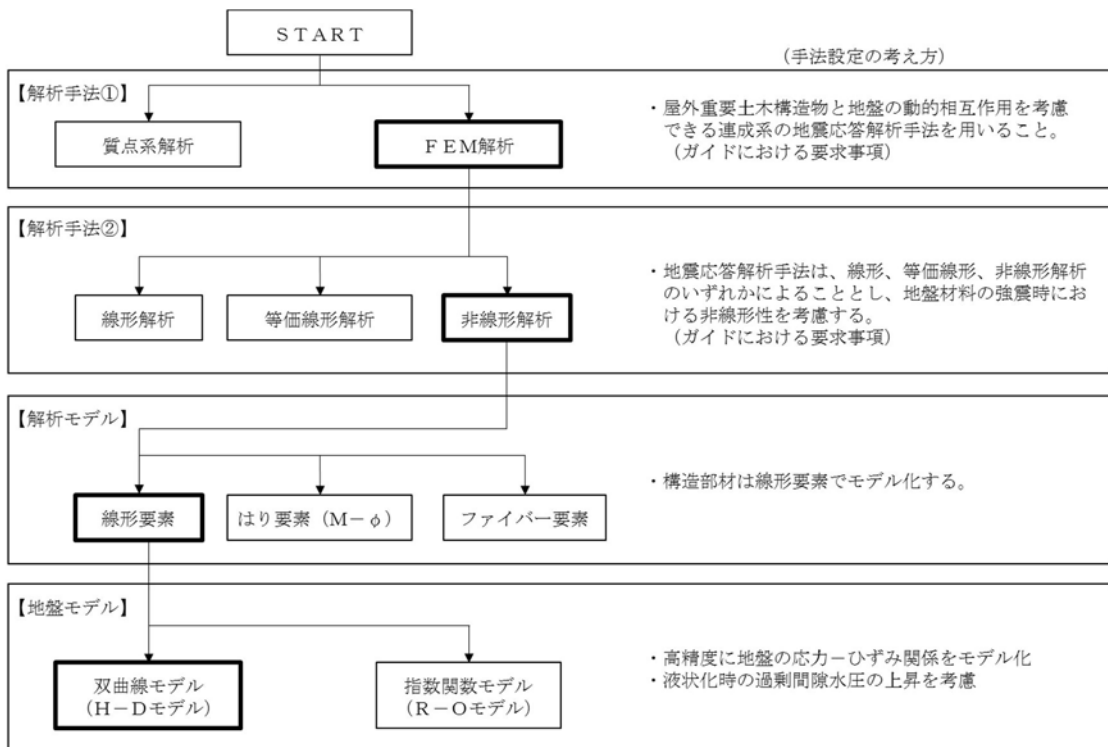 ＳＴＡＲＴ
（手法設定の考え方）
【解析手法①】
質点系解析
ＦＥＭ解析
・屋外重要土木構造物と地盤の動的相互作用を考慮
できる連成系の地震応答解析手法を用いること。
（ガイドにおける要求事項）
【解析手法②】
線形解析
等価線形解析
非線形解析
・地震応答解析手法は、線形、等価線形、非線形解析
のいずれかによることとし、地盤材料の強震時にお
ける非線形性を考慮する。
（ガイドにおける要求事項）
【解析モデル】
線形要素
はり要素（Ｍ－φ）
ファイバー要素
・構造部材は線形要素でモデル化する。
【地盤モデル】
双曲線モデル
（Ｈ－Ｄモデル）
指数関数モデル
（Ｒ－Ｏモデル）
・高精度に地盤の応力－ひずみ関係をモデル化
・液状化時の過剰間隙水圧の上昇を考慮